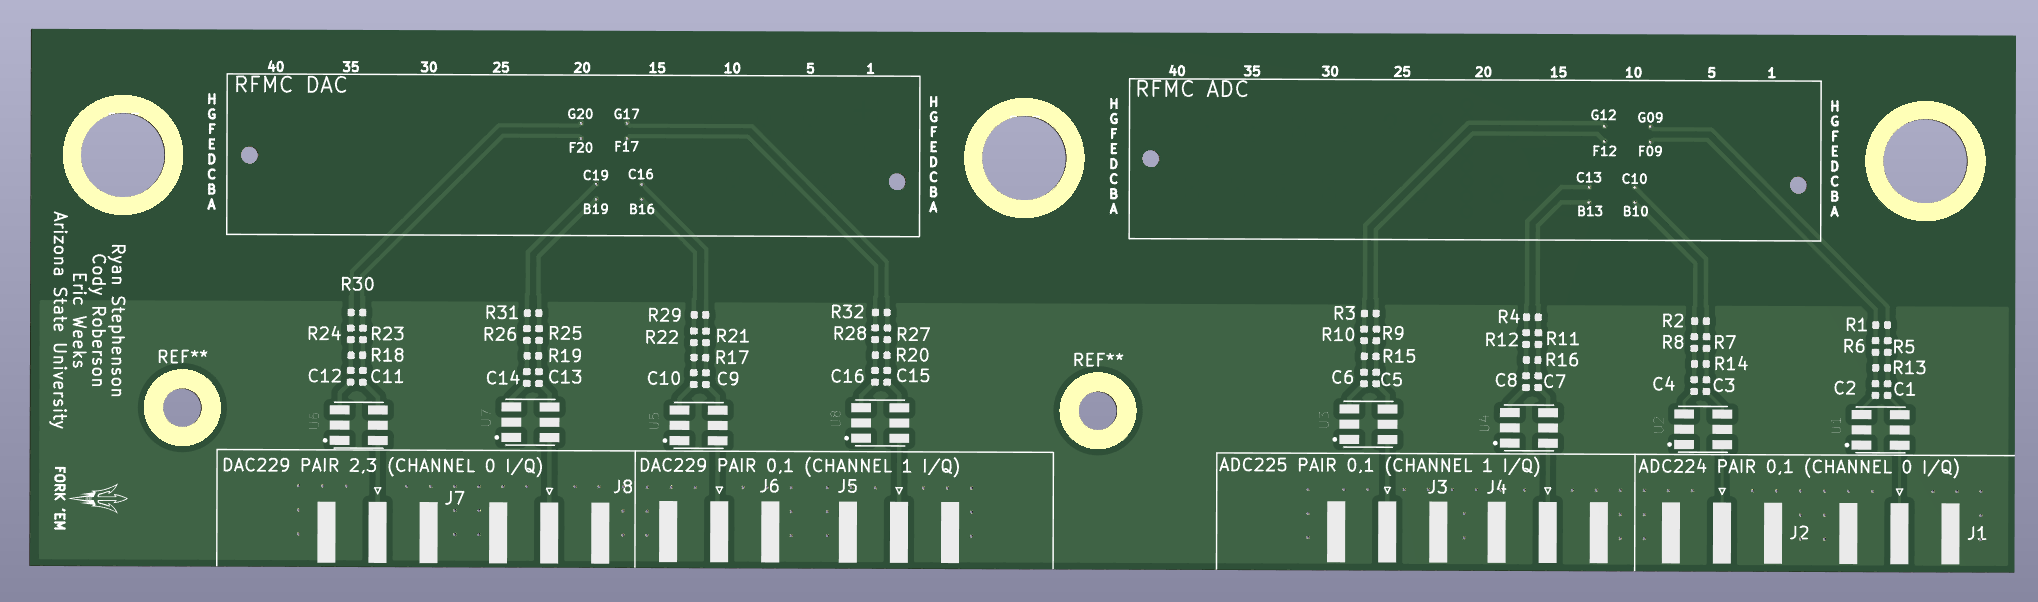 40 35 30 25 20 15 10 5 1
RFMC DAC
H
G
F
E
D
C
B
A
G20 G17
F20 F17
C19 C16
B19 B16
H
G
F
E
D
C
B
A
40 35 30 25 20 15 10 5 1
RFMC ADC
H
G
F
E
D
C
B
A
G12 G09
F12 F09
C13 C10
B13 B10
H
G
F
E
D
C
B
A
Ryan Stephenson
Cody Roberson
Eric Weeks
Arizona State University
FORK 'EM
REF**
R30
R24 R23
R18
C12 C11
U6
R31
R26 R25
R19
C14 C13
U7
R29
R22 R21
R17
C10 C9
U5
R32
R28 R27
R20
C16 C15
U8
REF**
R3
R10 R9
R15
C6 C5
U3
R4
R12 R11
R16
C8 C7
U4
R2
R8 R7
R14
C4 C3
U2
R1
R6 R5
R13
C2 C1
U1
DAC229 PAIR 2,3 (CHANNEL 0 I/Q)
J7 J8
DAC229 PAIR 0,1 (CHANNEL 1 I/Q)
J6 J5
ADC225 PAIR 0,1 (CHANNEL 1 I/Q)
J3 J4
ADC224 PAIR 0,1 (CHANNEL 0 I/Q)
J2 J1